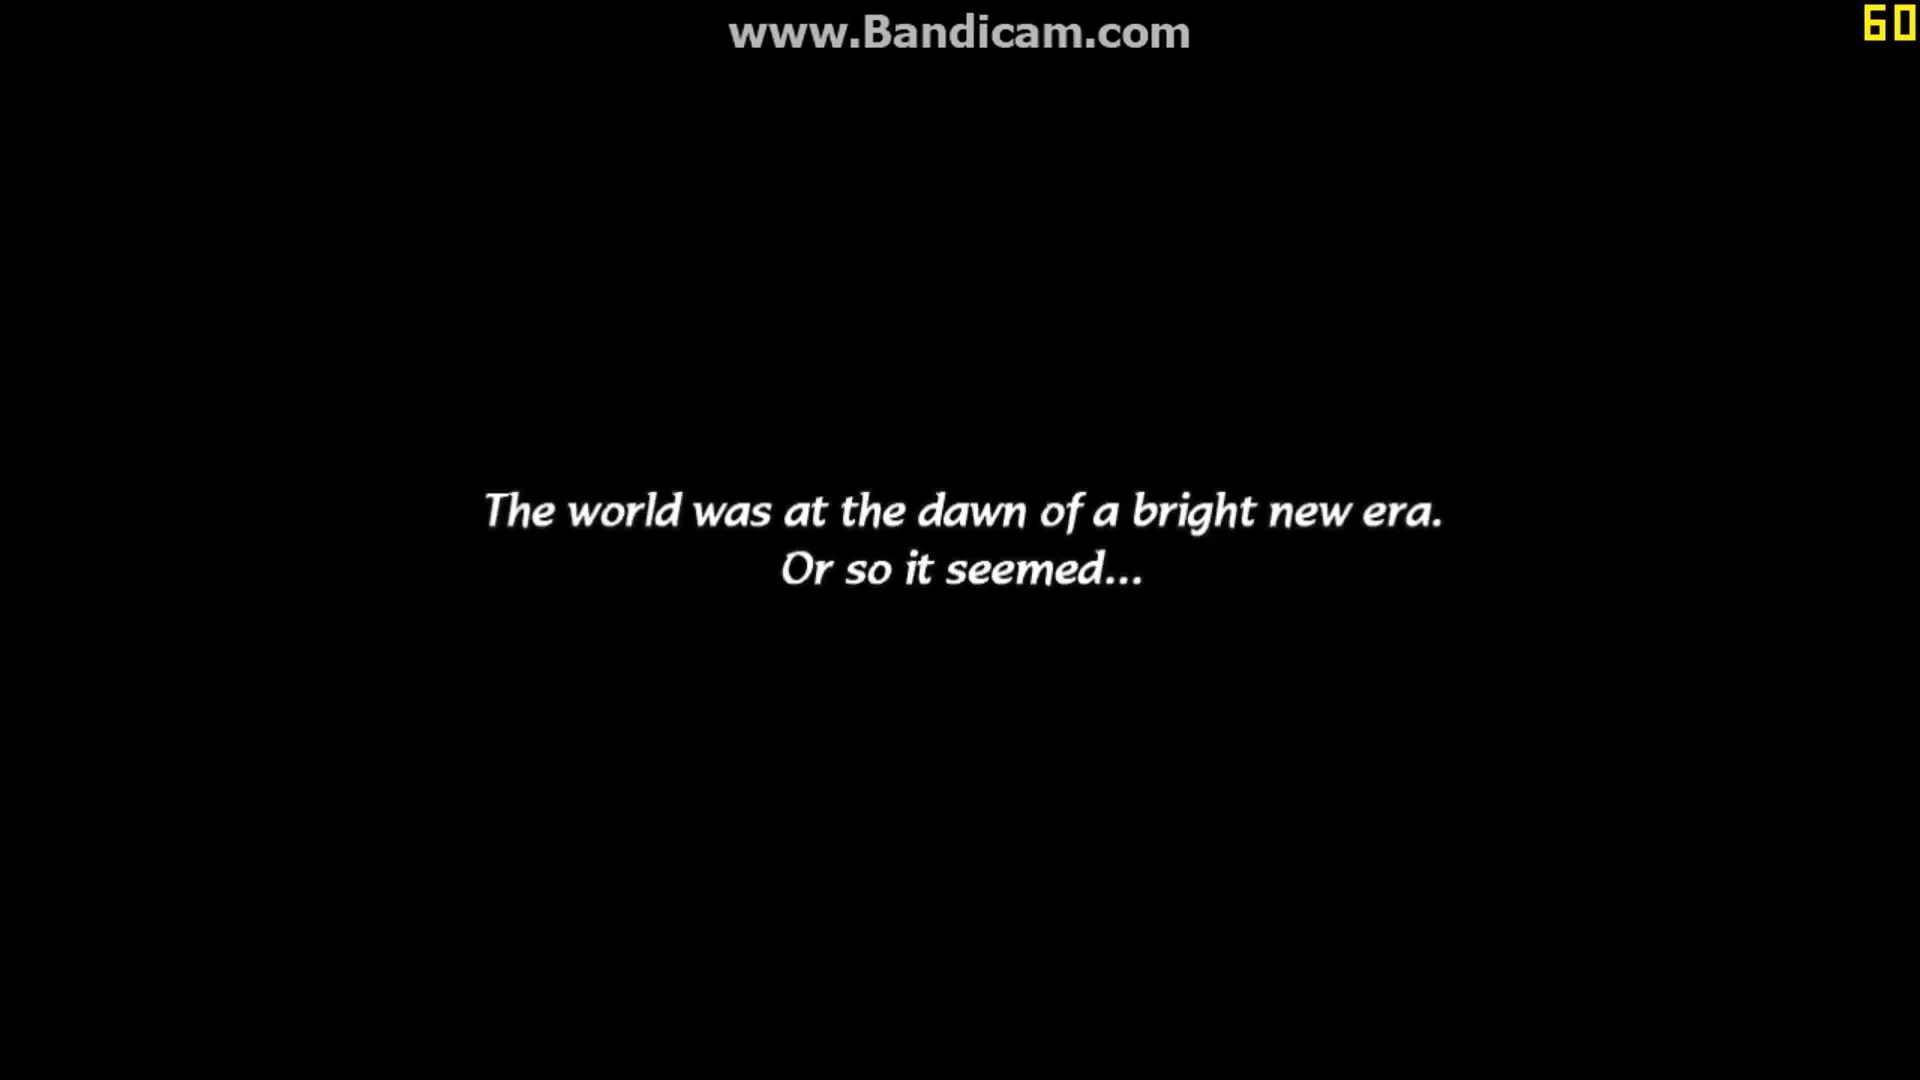 www.Bandicam.com
60
The world was at the dawn of a bright new era.
Or so it seemed...